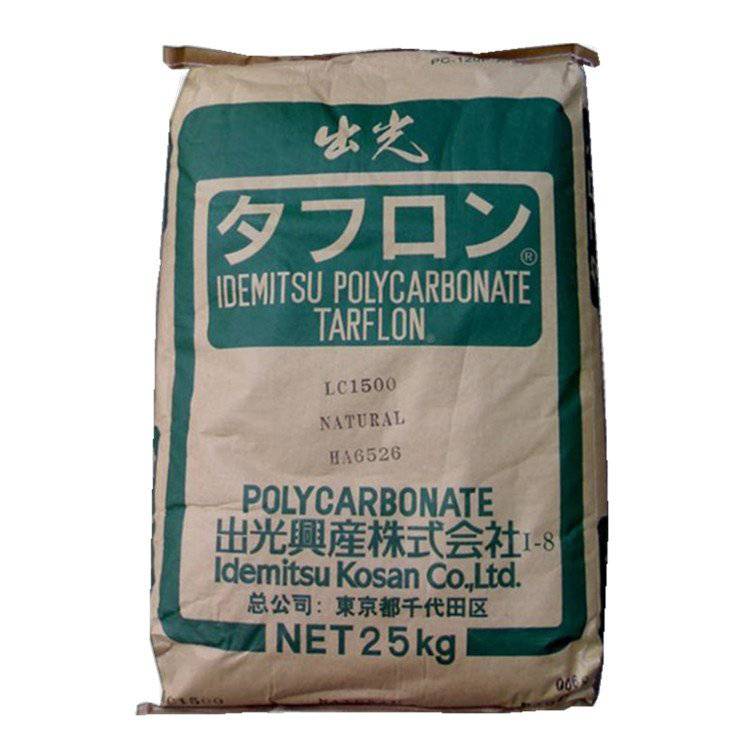 出光
タフロン®
IDEMITSU POLYCARBONATE
TARFLON®
LC1500
NATURAL
HA6526
POLYCARBONATE
出光興産株式会社 I-8
Idemitsu Kosan Co.,Ltd.
总公司: 東京都千代田区
NET 25kg